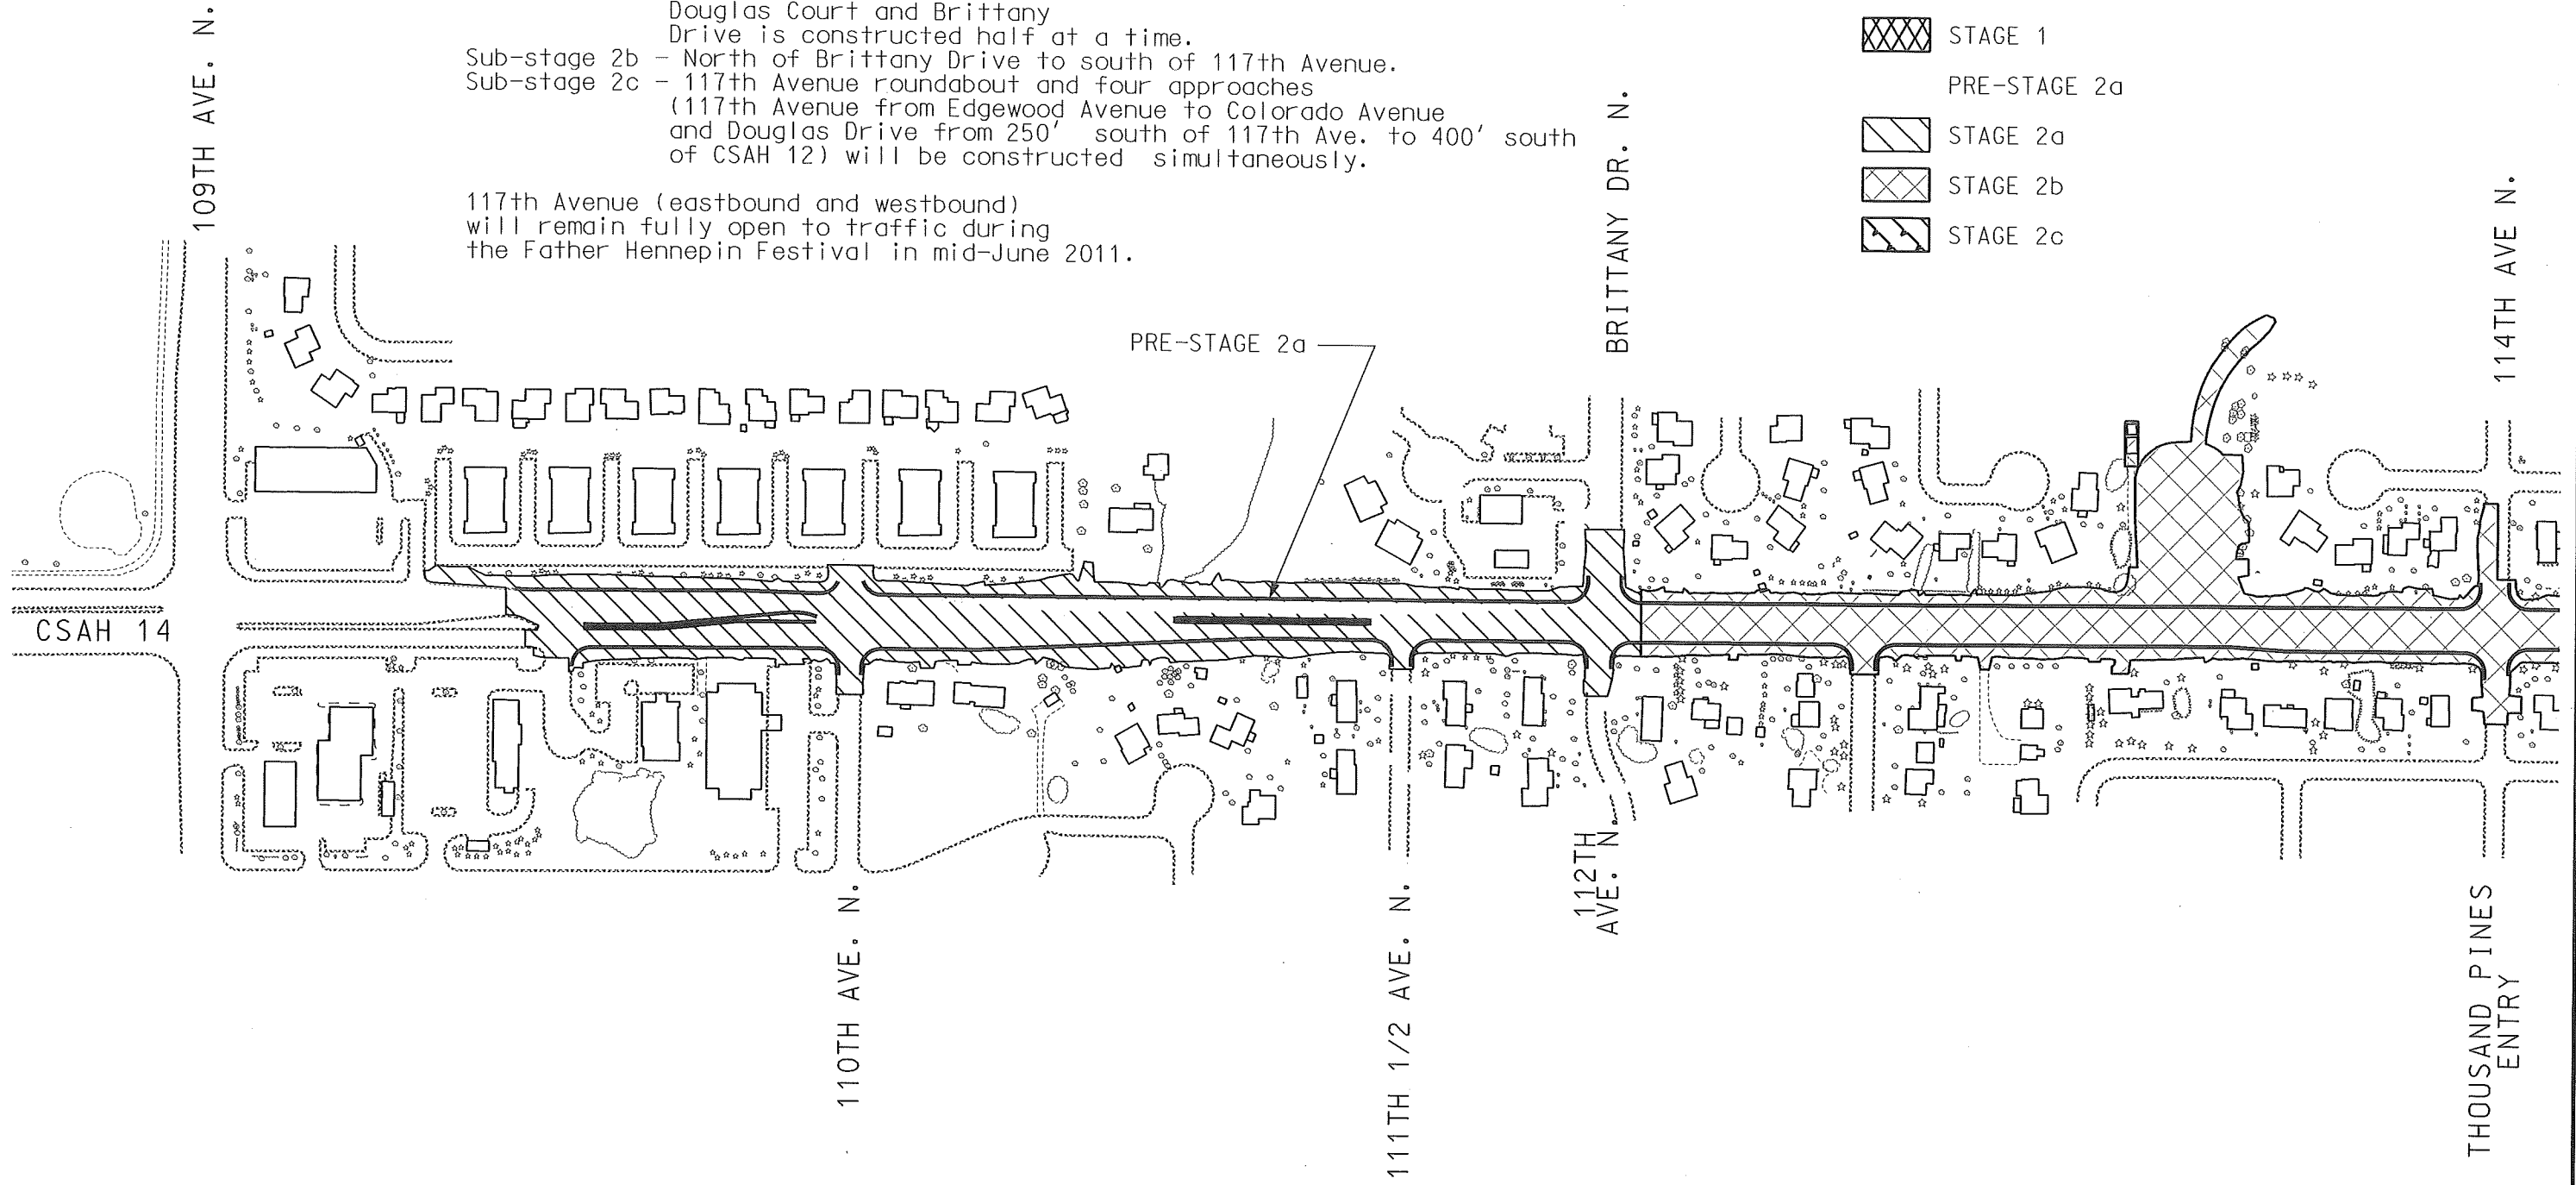 109TH AVE. N.
Douglas Court and Brittany
Drive is constructed half at a time.
Sub-stage 2b - North of Brittany Drive to south of 117th Avenue.
Sub-stage 2c - 117th Avenue roundabout and four approaches
(117th Avenue from Edgewood Avenue to Colorado Avenue
and Douglas Drive from 250' south of 117th Ave. to 400' south
of CSAH 12) will be constructed simultaneously.
117th Avenue (eastbound and westbound)
will remain fully open to traffic during
the Father Hennepin Festival in mid-June 2011.
STAGE 1
PRE-STAGE 2a
STAGE 2a
STAGE 2b
STAGE 2c
BRITTANY DR. N.
114TH AVE N.
PRE-STAGE 2a
CSAH 14
110TH AVE. N.
111TH 1/2 AVE. N.
112TH
AVE. N.
THOUSAND PINES
ENTRY